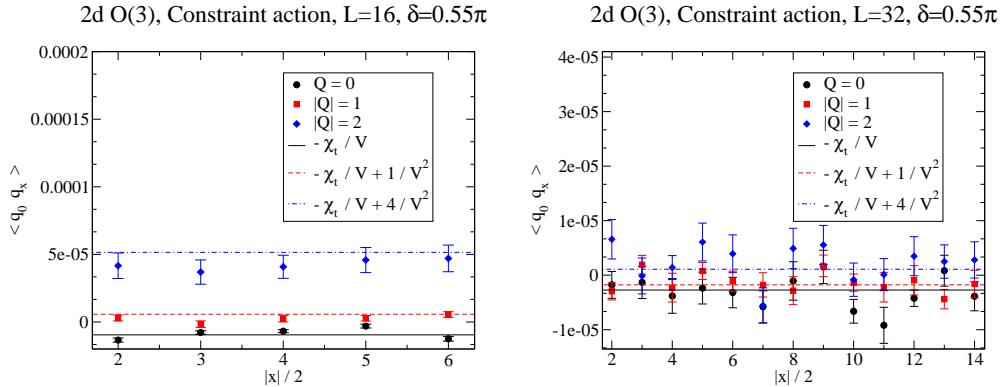 2d O(3), Constraint action, L=16, δ=0.55π
0.0002
0.00015
0.0001
5e-05
0
< q₀ qₓ >
Q = 0
|Q| = 1
|Q| = 2
- χₜ / V
- χₜ / V + 1 / V²
- χₜ / V + 4 / V²
2 3 4 5 6
|x| / 2
2d O(3), Constraint action, L=32, δ=0.55π
4e-05
3e-05
2e-05
1e-05
0
-1e-05
< q₀ qₓ >
Q = 0
|Q| = 1
|Q| = 2
- χₜ / V
- χₜ / V + 1 / V²
- χₜ / V + 4 / V²
2 4 6 8 10 12 14
|x| / 2